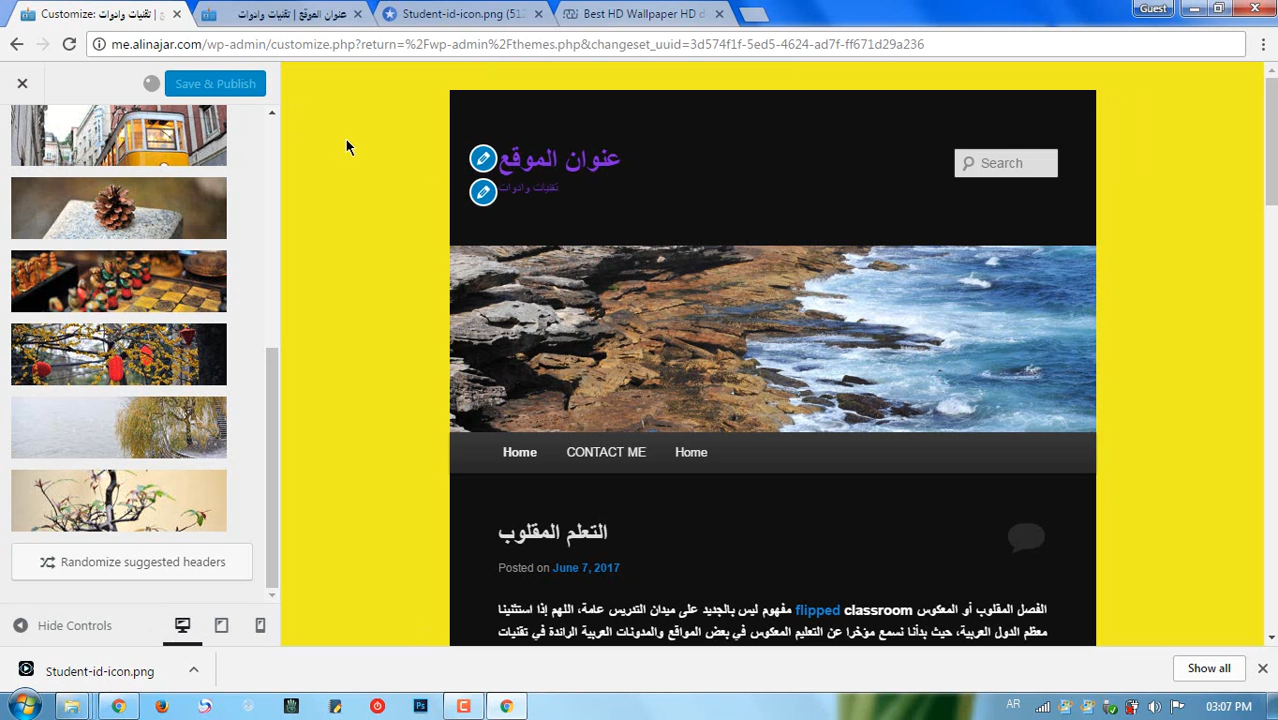 Customize: عنوان الموقع | تقنيات وادوات
عنوان الموقع | تقنيات وادوات
Student-id-icon.png (512
Best HD Wallpaper HD d
Guest
me.alinajar.com/wp-admin/customize.php?return=%2Fwp-admin%2Fthemes.php&changeset_uuid=3d574f1f-5ed5-4624-ad7f-ff671d29a236
Save & Publish
عنوان الموقع
تقنيات وادوات
Search
Home
CONTACT ME
Home
التعلم المقلوب
Posted on June 7, 2017
الفصل المقلوب أو المعكوس flipped classroom مفهوم ليس بالجديد على ميدان التدريس عامة، اللهم إذا استثنينا
معظم الدول العربية، حيث بدأنا نسمع مؤخرا عن التعليم المعكوس في بعض المواقع والمدونات العربية الرائدة في تقنيات
Randomize suggested headers
Hide Controls
Student-id-icon.png
Show all
Ps
AR
03:07 PM